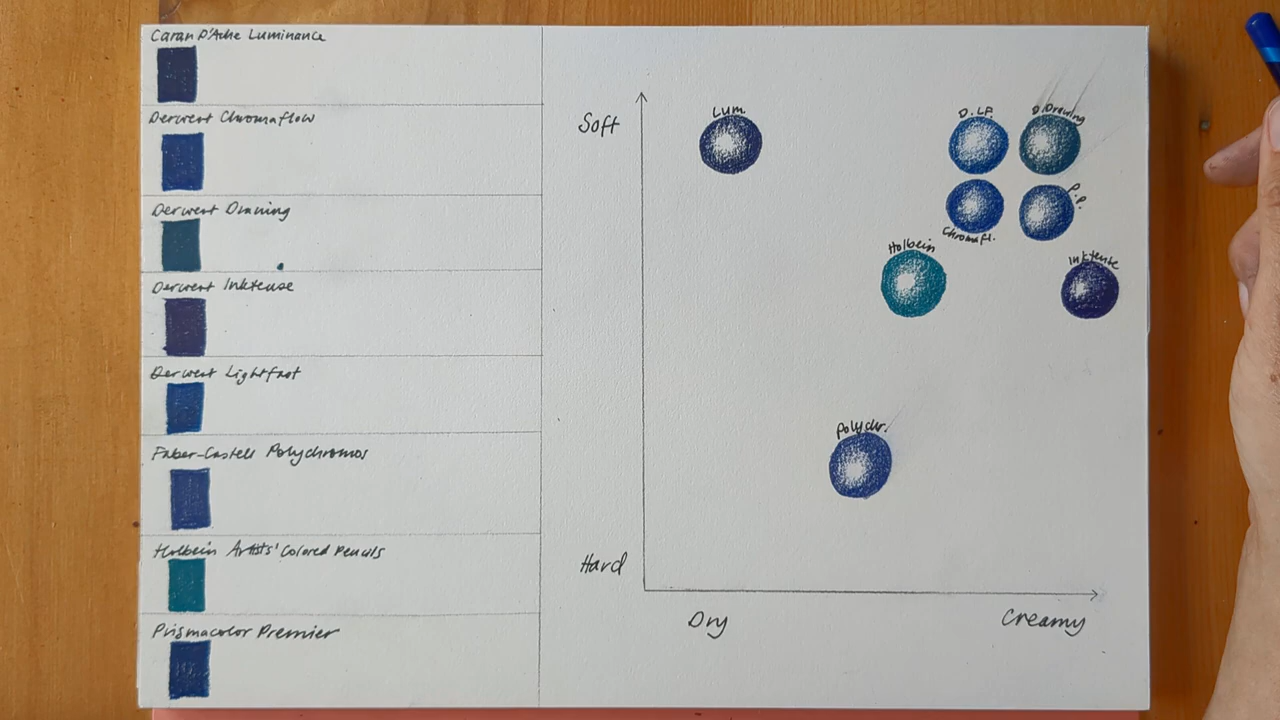 Caran D'Ache Luminance
Derwent Chromaflow
Derwent Drawing
Derwent Inktense
Derwent Lightfast
Faber-Castell Polychromos
Holbein Artists' Colored Pencils
Prismacolor Premier
Soft
Hard
Dry
Creamy
Lum.
D. LF.
D. Drawing
Chromafl.
P.P.
Holbein
Inktense
Polychr.